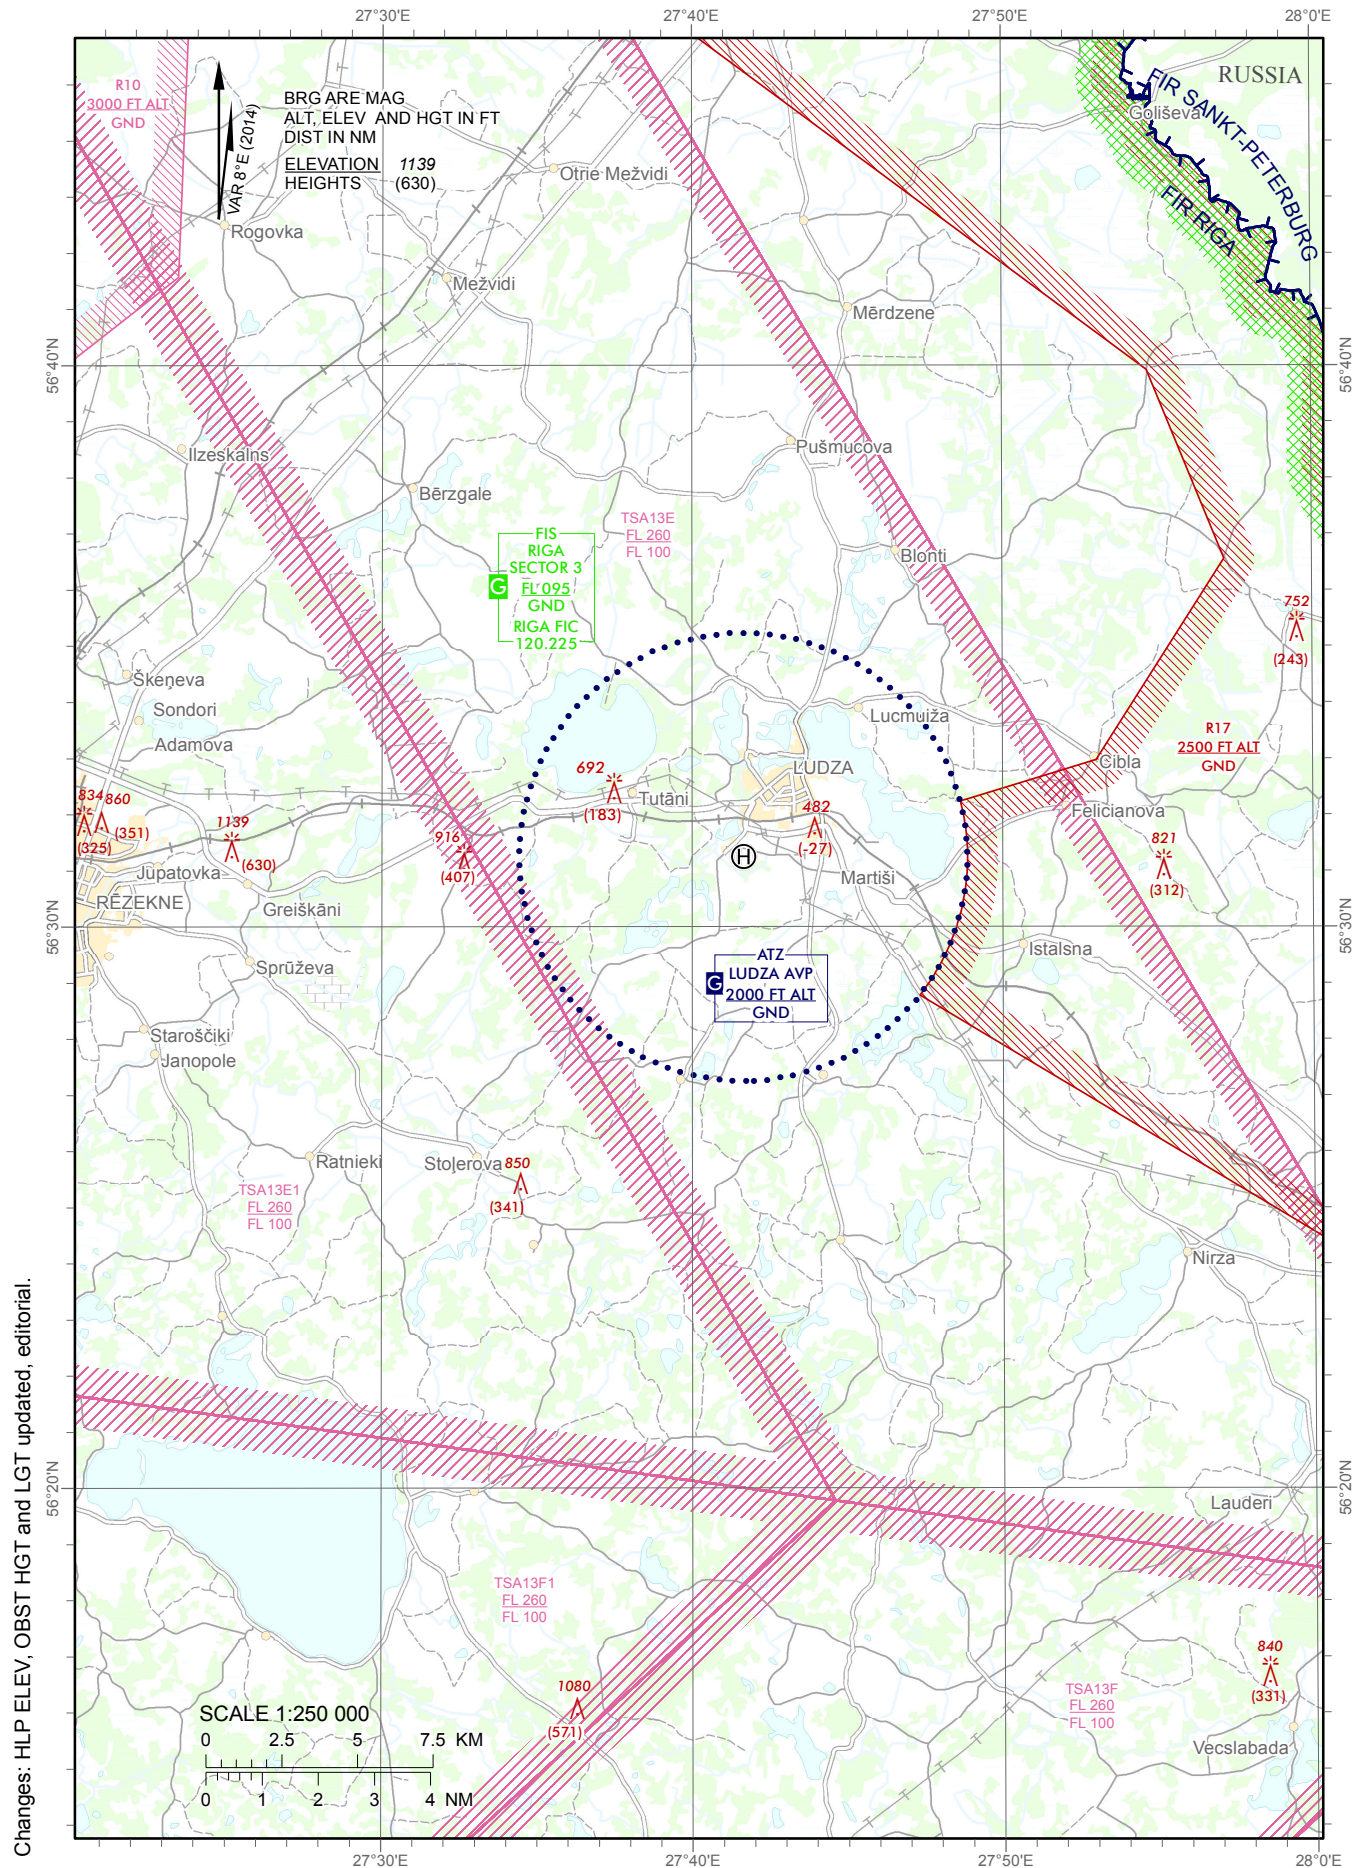 27°30'E
27°40'E
27°50'E
28°0'E
RUSSIA
FIR SANKT-PETERBURG
FIR RIGA
Goliševa
R10
3000 FT ALT
GND
VAR 8°E (2014)
BRG ARE MAG
ALT, ELEV AND HGT IN FT
DIST IN NM
ELEVATION 1139
HEIGHTS (630)
Otrie Mežvidi
Rogovka
Mežvidi
Mērdzene
56°40'N
56°40'N
Ilzeskalns
Pušmucova
Bērzgale
TSA13E
FL 260
FL 100
FIS
RIGA
SECTOR 3
G
FL 095
GND
RIGA FIC
120.225
Blonti
752
(243)
Škeņeva
Sondori
Adamova
Lucmuiža
R17
2500 FT ALT
GND
Cibla
LUDZA
692
(183)
Tutāni
482
(-27)
Felicianova
834
860
(351)
(325)
1139
(630)
916
(407)
821
(312)
H
Jupatovka
Martiši
RĒZEKNE
Greiškāni
56°30'N
56°30'N
Istalsna
Sprūževa
ATZ
G
LUDZA AVP
2000 FT ALT
GND
Staroščiki
Janopole
Ratnieki
Stoļerova
850
(341)
TSA13E1
FL 260
FL 100
Nirza
56°20'N
56°20'N
Lauderi
TSA13F1
FL 260
FL 100
840
(331)
1080
(571)
TSA13F
FL 260
FL 100
Vecslabada
SCALE 1:250 000
0 2.5 5 7.5 KM
0 1 2 3 4 NM
27°30'E
27°40'E
27°50'E
28°0'E
Changes: HLP ELEV, OBST HGT and LGT updated, editorial.